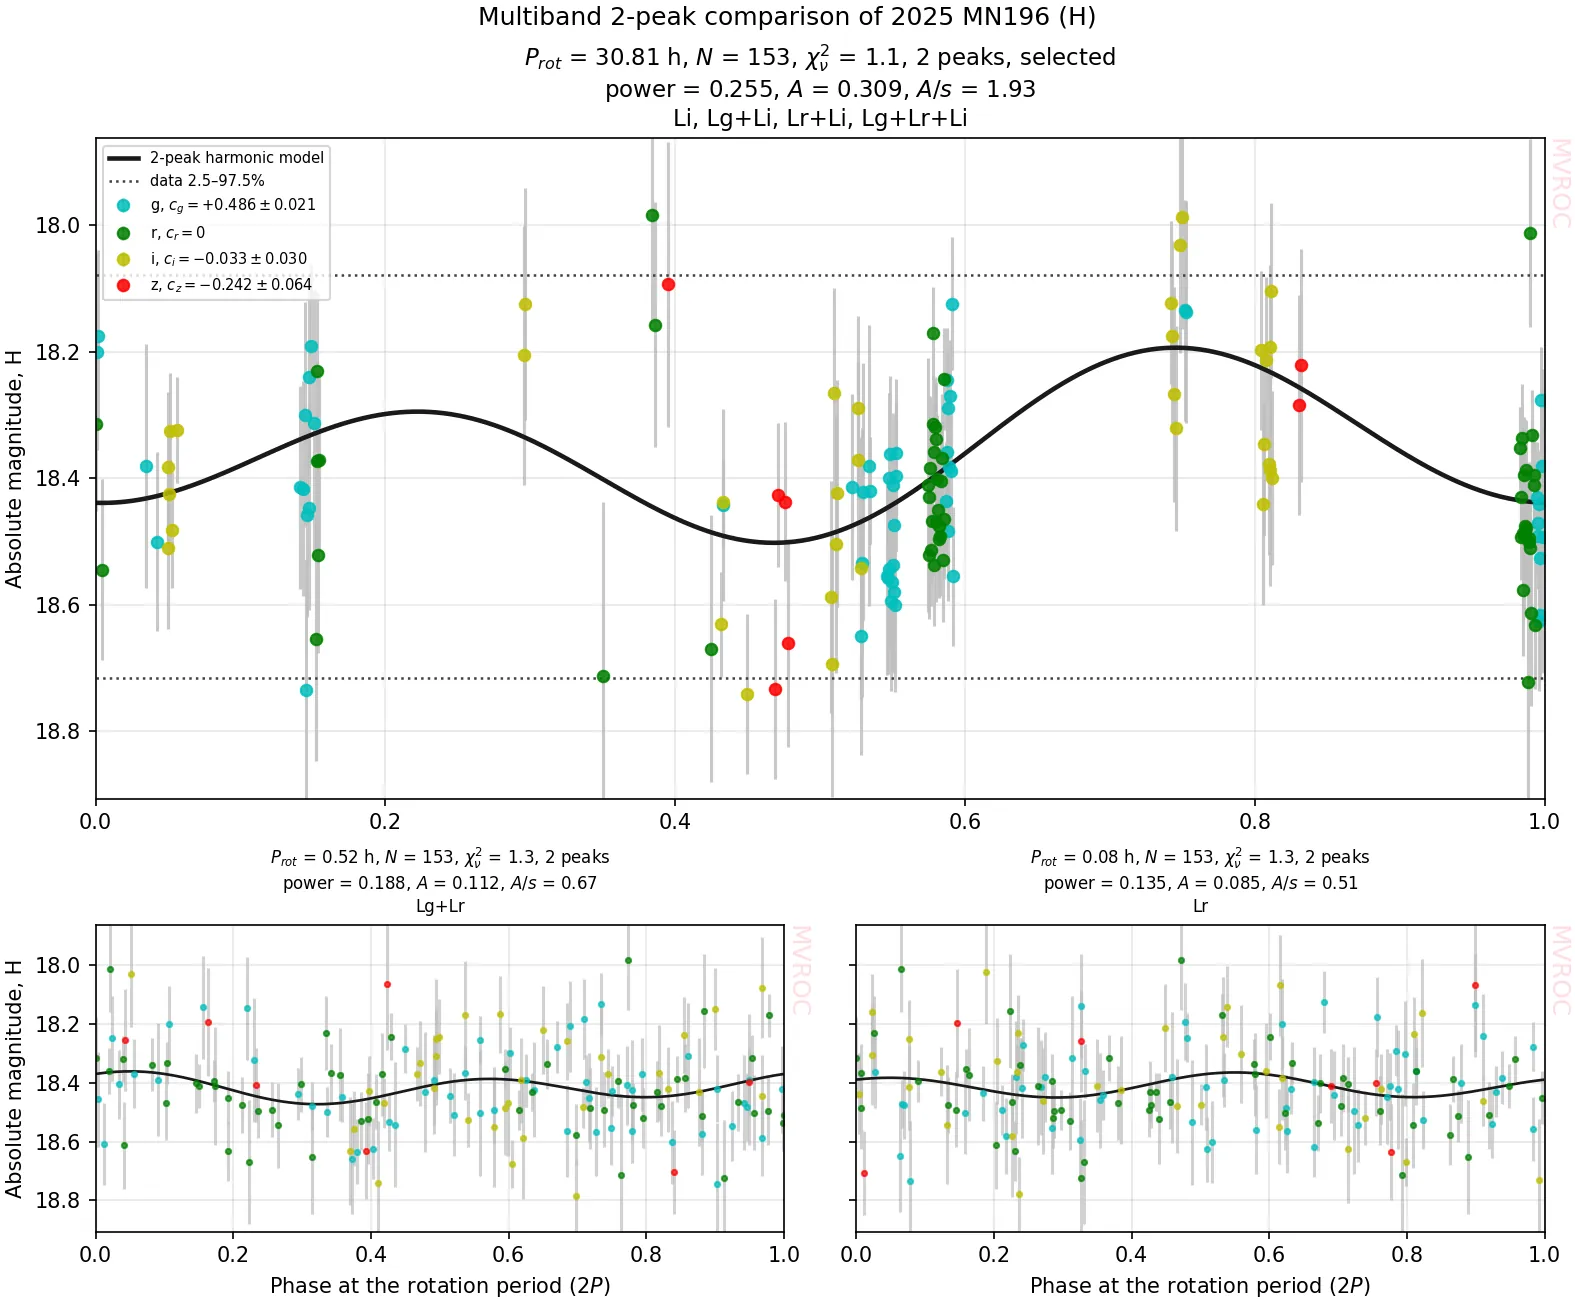 Multiband 2-peak comparison of 2025 MN196 (H)
P_rot = 30.81 h, N = 153, χ²_ν = 1.1, 2 peaks, selected
power = 0.255, A = 0.309, A/s = 1.93
Li, Lg+Li, Lr+Li, Lg+Lr+Li
2-peak harmonic model
data 2.5–97.5%
g, c_g = +0.486 ± 0.021
r, c_r = 0
i, c_i = −0.033 ± 0.030
z, c_z = −0.242 ± 0.064
MVROC
Absolute magnitude, H
18.0
18.2
18.4
18.6
18.8
0.0 0.2 0.4 0.6 0.8 1.0
P_rot = 0.52 h, N = 153, χ²_ν = 1.3, 2 peaks
power = 0.188, A = 0.112, A/s = 0.67
Lg+Lr
MVROC
Absolute magnitude, H
18.0
18.2
18.4
18.6
18.8
0.0 0.2 0.4 0.6 0.8 1.0
Phase at the rotation period (2P)
P_rot = 0.08 h, N = 153, χ²_ν = 1.3, 2 peaks
power = 0.135, A = 0.085, A/s = 0.51
Lr
MVROC
0.0 0.2 0.4 0.6 0.8 1.0
Phase at the rotation period (2P)